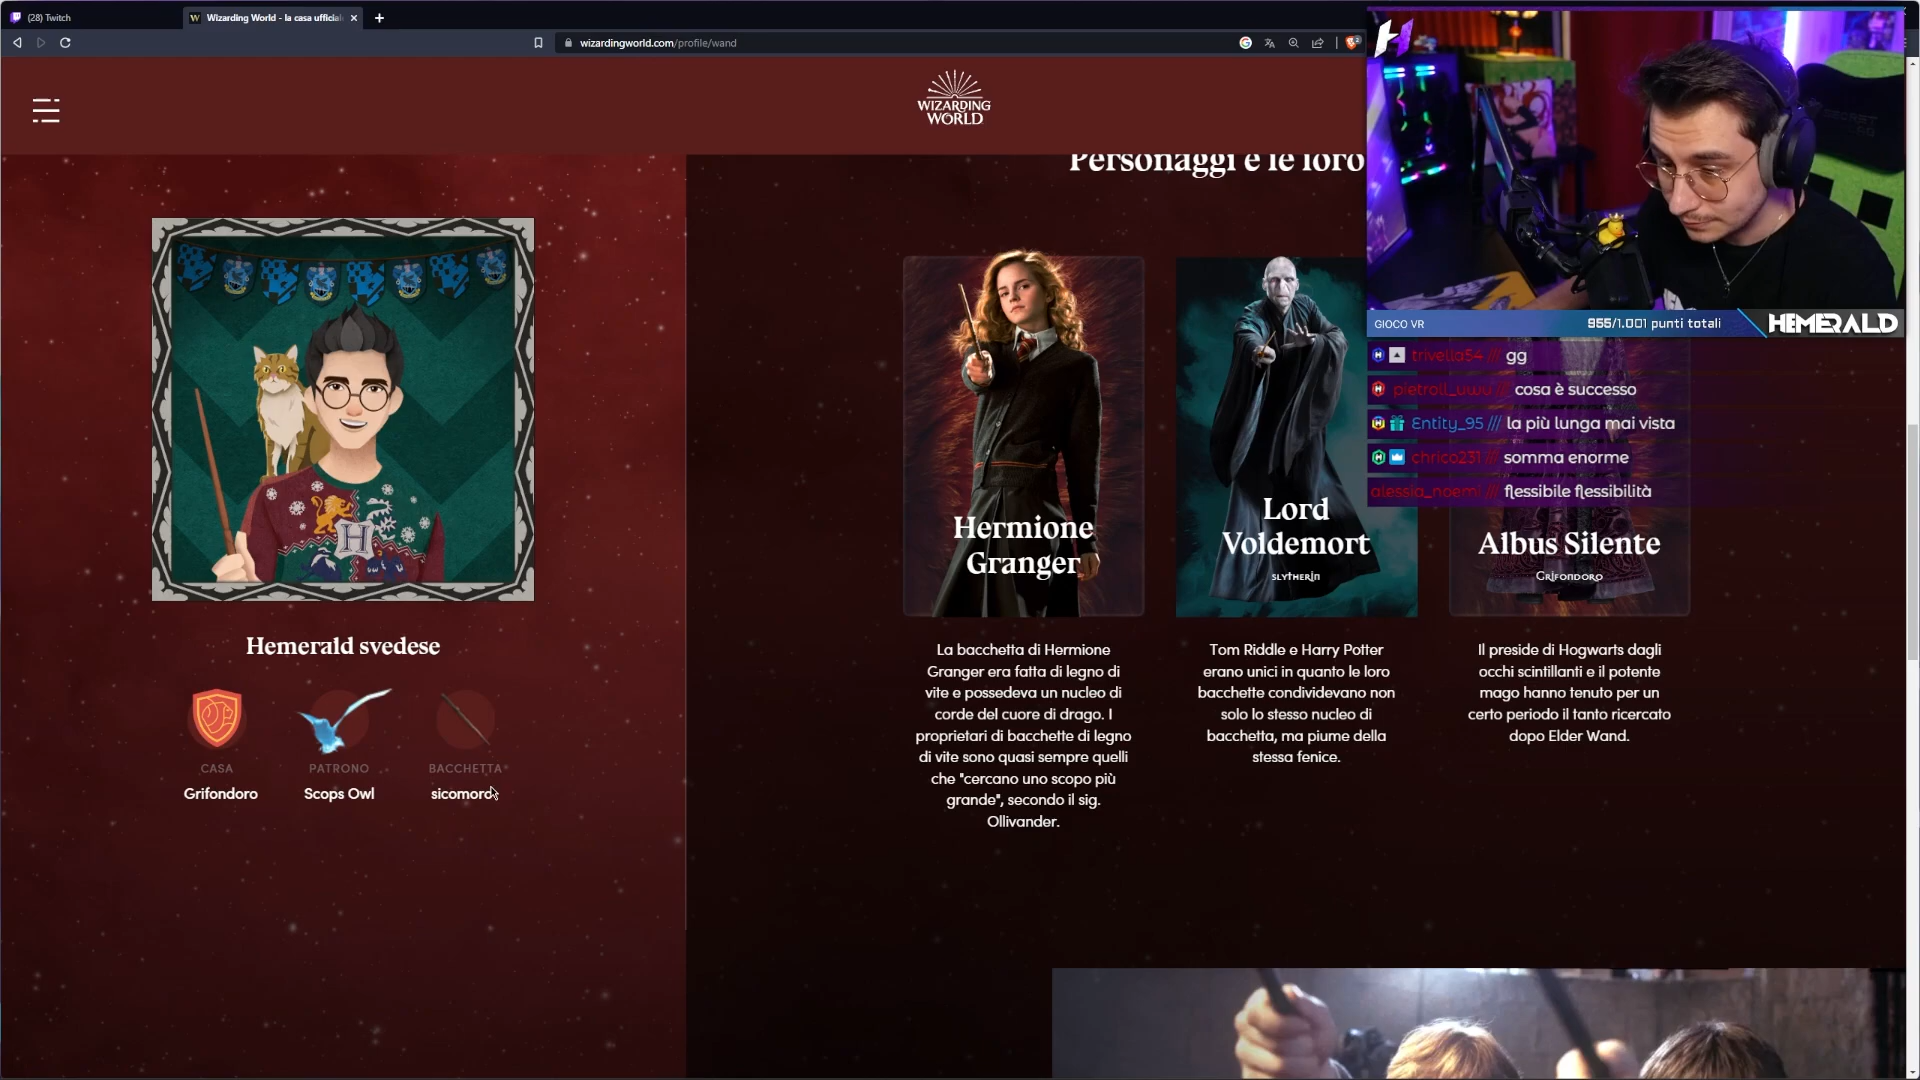 (28) Twitch
Wizarding World - la casa ufficial
wizardingworld.com/profile/wand
WIZARDING
WORLD
Personaggi e le loro
Hemerald svedese
CASA
Grifondoro
PATRONO
Scops Owl
BACCHETTA
sicomoro
Hermione
Granger
La bacchetta di Hermione
Granger era fatta di legno di
vite e possedeva un nucleo di
corde del cuore di drago. I
proprietari di bacchette di legno
di vite sono quasi sempre quelli
che "cercano uno scopo più
grande", secondo il sig.
Ollivander.
Lord
Voldemort
SLYTHERIN
Tom Riddle e Harry Potter
erano unici in quanto le loro
bacchette condividevano non
solo lo stesso nucleo di
bacchetta, ma piume della
stessa fenice.
Albus Silente
GRIFONDORO
Il preside di Hogwarts dagli
occhi scintillanti e il potente
mago hanno tenuto per un
certo periodo il tanto ricercato
dopo Elder Wand.
GIOCO VR
955/1.001 punti totali
HEMERALD
trivella54 /// gg
pietroll_uwu /// cosa è successo
Entity_95 /// la più lunga mai vista
chrico231 /// somma enorme
alessia_noemi /// flessibile flessibilità